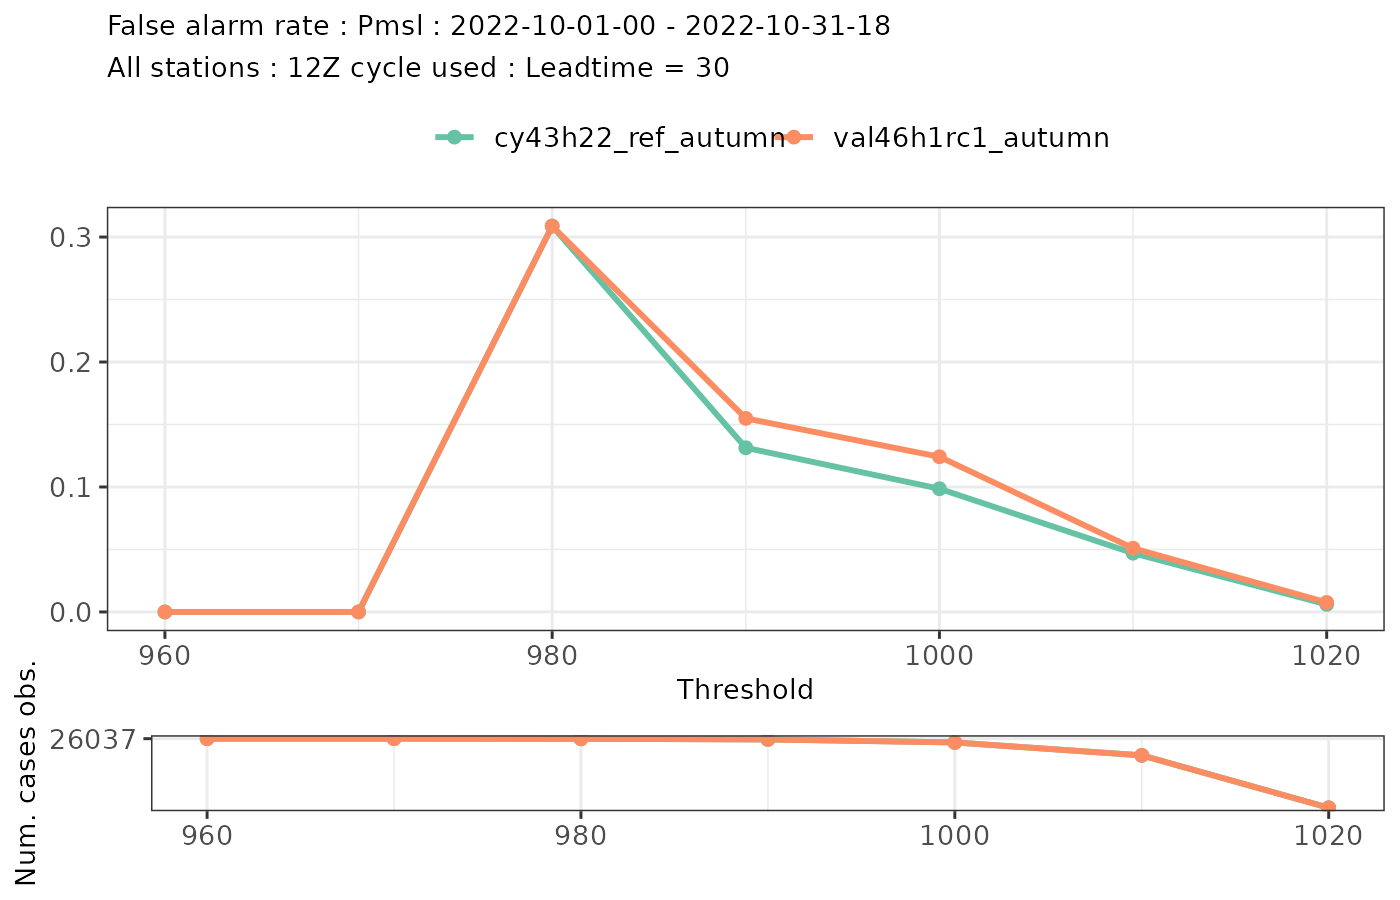 False alarm rate : Pmsl : 2022-10-01-00 - 2022-10-31-18
All stations : 12Z cycle used : Leadtime = 30
cy43h22_ref_autumn val46h1rc1_autumn
0.3
0.2
0.1
0.0
960 980 1000 1020
Threshold
Num. cases obs.
26037
960 980 1000 1020